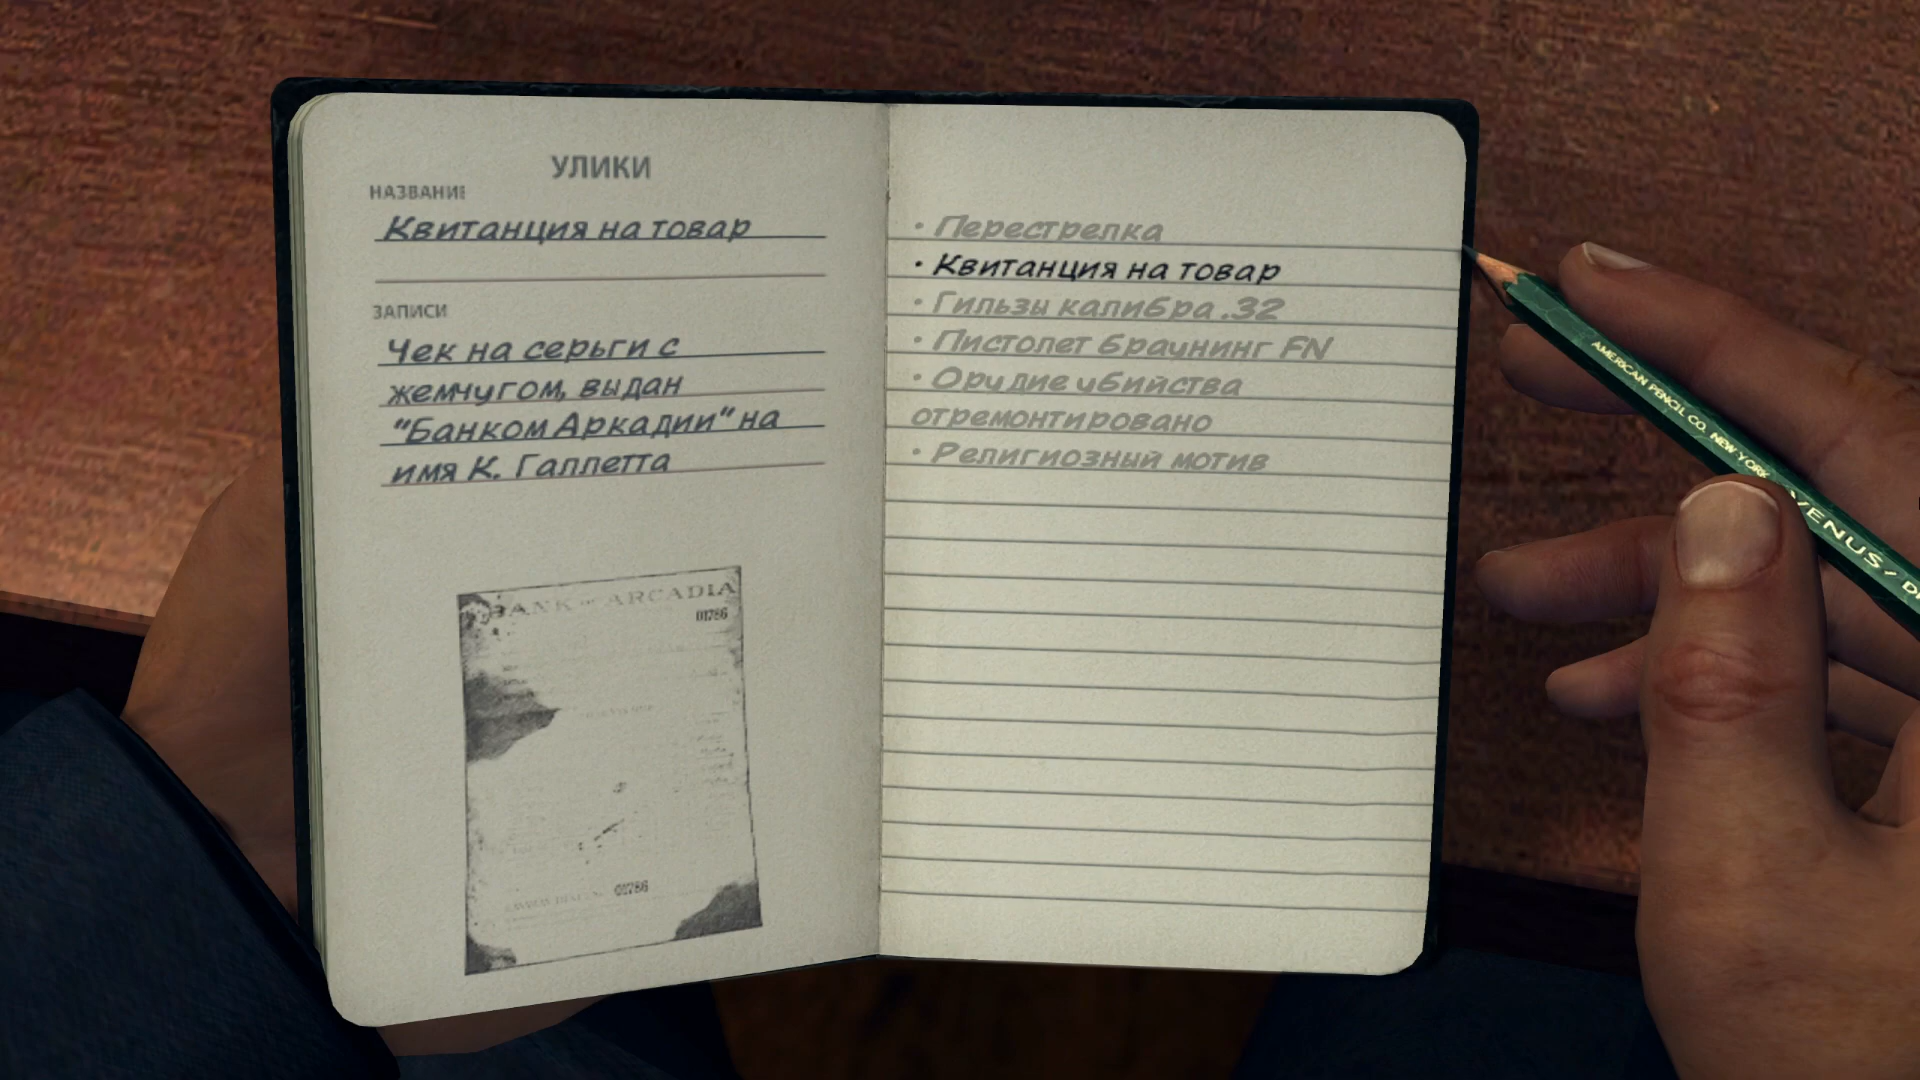 УЛИКИ
НАЗВАНИЕ
Квитанция на товар
ЗАПИСИ
Чек на серьги с
жемчугом, выдан
"Банком Аркадии" на
имя К. Галлетта
BANK OF ARCADIA
01786
01786
• Перестрелка
• Квитанция на товар
• Гильзы калибра .32
• Пистолет браунинг FN
• Орудие убийства
отремонтировано
• Религиозный мотив
AMERICAN PENCIL CO. NEW YORK
VENUS